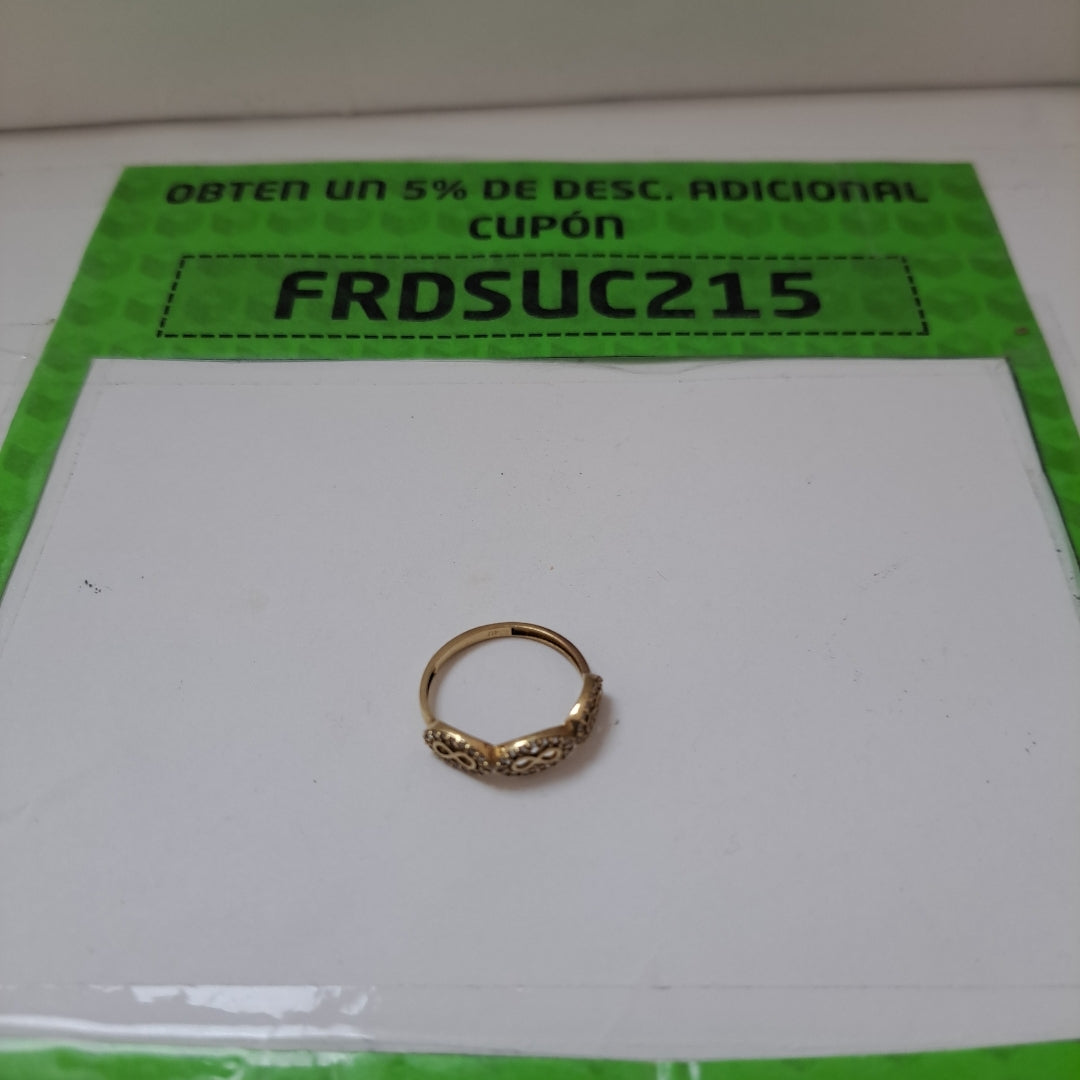 OBTEN UN 5% DE DESC. ADICIONAL
CUPÓN
FRDSUC215